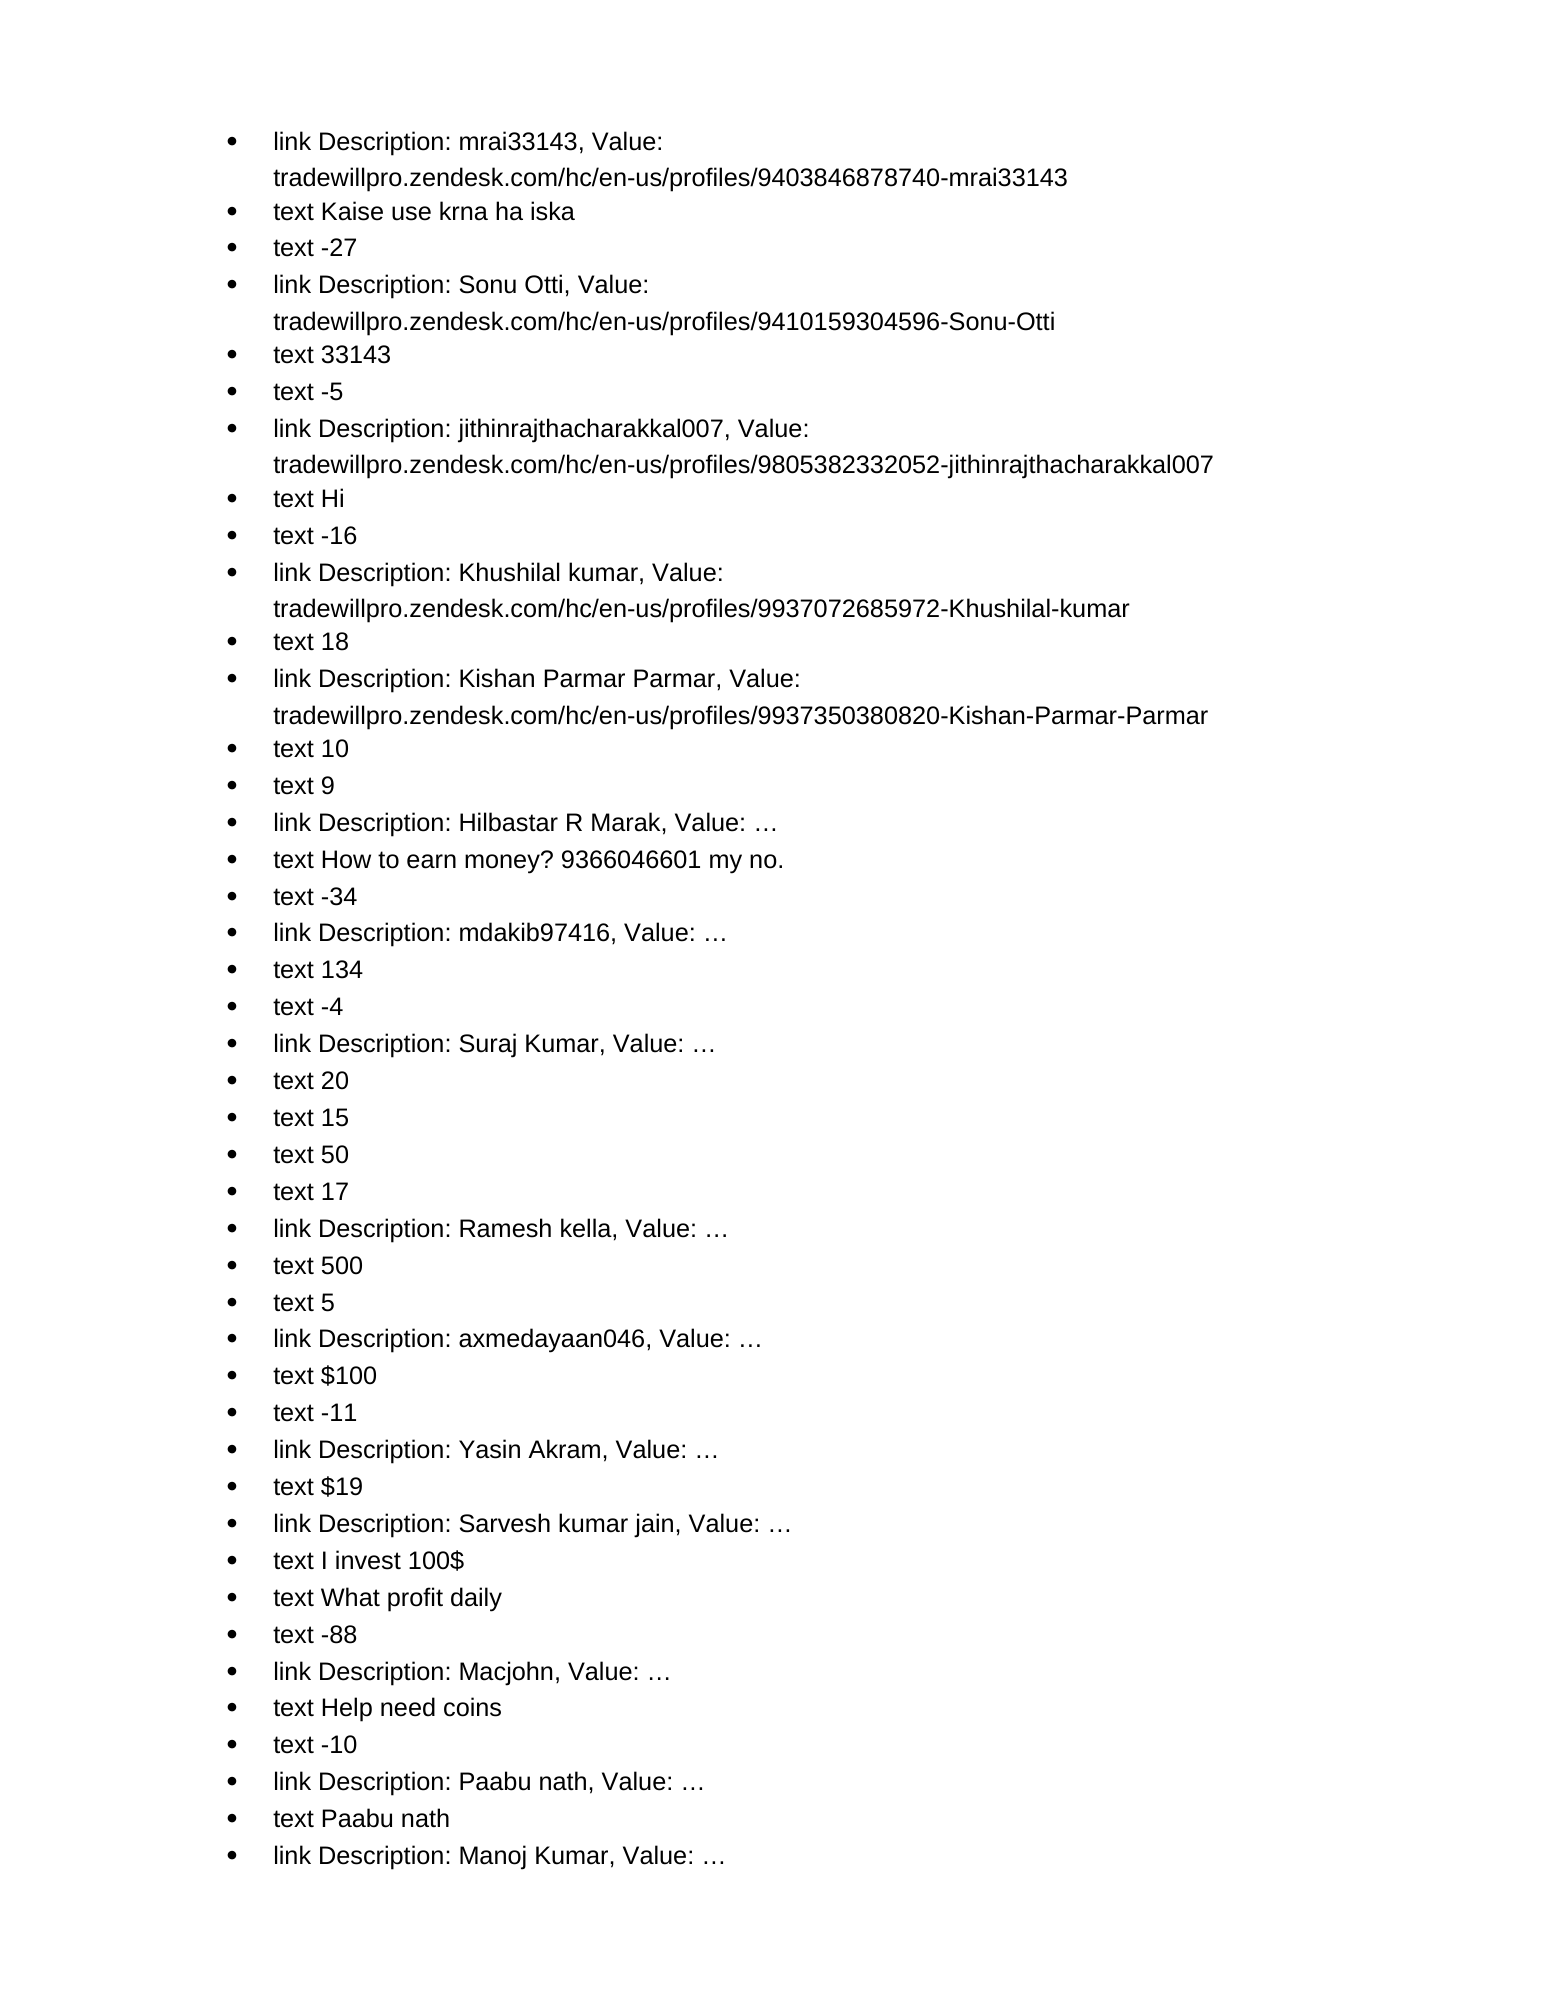 • link Description: mrai33143, Value:
tradewillpro.zendesk.com/hc/en-us/profiles/9403846878740-mrai33143
• text Kaise use krna ha iska
• text -27
• link Description: Sonu Otti, Value:
tradewillpro.zendesk.com/hc/en-us/profiles/9410159304596-Sonu-Otti
• text 33143
• text -5
• link Description: jithinrajthacharakkal007, Value:
tradewillpro.zendesk.com/hc/en-us/profiles/9805382332052-jithinrajthacharakkal007
• text Hi
• text -16
• link Description: Khushilal kumar, Value:
tradewillpro.zendesk.com/hc/en-us/profiles/9937072685972-Khushilal-kumar
• text 18
• link Description: Kishan Parmar Parmar, Value:
tradewillpro.zendesk.com/hc/en-us/profiles/9937350380820-Kishan-Parmar-Parmar
• text 10
• text 9
• link Description: Hilbastar R Marak, Value: …
• text How to earn money? 9366046601 my no.
• text -34
• link Description: mdakib97416, Value: …
• text 134
• text -4
• link Description: Suraj Kumar, Value: …
• text 20
• text 15
• text 50
• text 17
• link Description: Ramesh kella, Value: …
• text 500
• text 5
• link Description: axmedayaan046, Value: …
• text $100
• text -11
• link Description: Yasin Akram, Value: …
• text $19
• link Description: Sarvesh kumar jain, Value: …
• text I invest 100$
• text What profit daily
• text -88
• link Description: Macjohn, Value: …
• text Help need coins
• text -10
• link Description: Paabu nath, Value: …
• text Paabu nath
• link Description: Manoj Kumar, Value: …